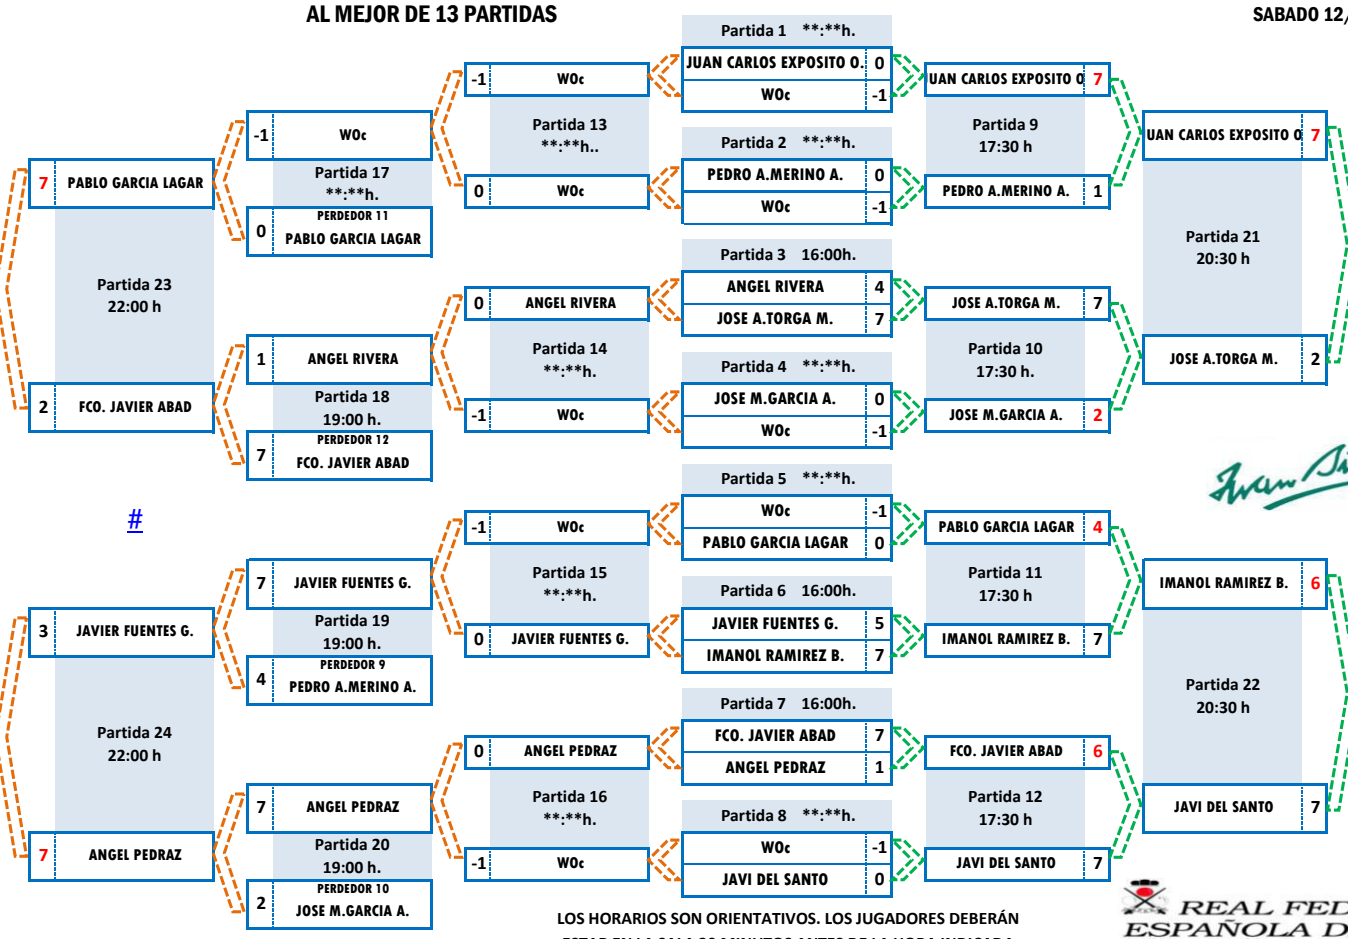 AL MEJOR DE 13 PARTIDAS
SABADO 12/
7 PABLO GARCIA LAGAR
Partida 23
22:00 h
2 FCO. JAVIER ABAD
#
3 JAVIER FUENTES G.
Partida 24
22:00 h
7 ANGEL PEDRAZ
-1 WOc
Partida 17
**:**h.
PERDEDOR 11
0 PABLO GARCIA LAGAR
1 ANGEL RIVERA
Partida 18
19:00 h.
PERDEDOR 12
7 FCO. JAVIER ABAD
7 JAVIER FUENTES G.
Partida 19
19:00 h.
PERDEDOR 9
4 PEDRO A.MERINO A.
7 ANGEL PEDRAZ
Partida 20
19:00 h.
PERDEDOR 10
2 JOSE M.GARCIA A.
-1 WOc
Partida 13
**:**h..
0 WOc
0 ANGEL RIVERA
Partida 14
**:**h.
-1 WOc
-1 WOc
Partida 15
**:**h.
0 JAVIER FUENTES G.
0 ANGEL PEDRAZ
Partida 16
**:**h.
-1 WOc
Partida 1 **:**h.
JUAN CARLOS EXPOSITO O. 0
WOc -1
Partida 2 **:**h.
PEDRO A.MERINO A. 0
WOc -1
Partida 3 16:00h.
ANGEL RIVERA 4
JOSE A.TORGA M. 7
Partida 4 **:**h.
JOSE M.GARCIA A. 0
WOc -1
Partida 5 **:**h.
WOc -1
PABLO GARCIA LAGAR 0
Partida 6 16:00h.
JAVIER FUENTES G. 5
IMANOL RAMIREZ B. 7
Partida 7 16:00h.
FCO. JAVIER ABAD 7
ANGEL PEDRAZ 1
Partida 8 **:**h.
WOc -1
JAVI DEL SANTO 0
UAN CARLOS EXPOSITO O 7
Partida 9
17:30 h
PEDRO A.MERINO A. 1
JOSE A.TORGA M. 7
Partida 10
17:30 h.
JOSE M.GARCIA A. 2
PABLO GARCIA LAGAR 4
Partida 11
17:30 h
IMANOL RAMIREZ B. 7
FCO. JAVIER ABAD 6
Partida 12
17:30 h
JAVI DEL SANTO 7
UAN CARLOS EXPOSITO O 7
Partida 21
20:30 h
JOSE A.TORGA M. 2
IMANOL RAMIREZ B. 6
Partida 22
20:30 h
JAVI DEL SANTO 7
LOS HORARIOS SON ORIENTATIVOS. LOS JUGADORES DEBERÁN
ESTAR EN LA SALA 30 MINUTOS ANTES DE LA HORA INDICADA
REAL FED
ESPAÑOLA D